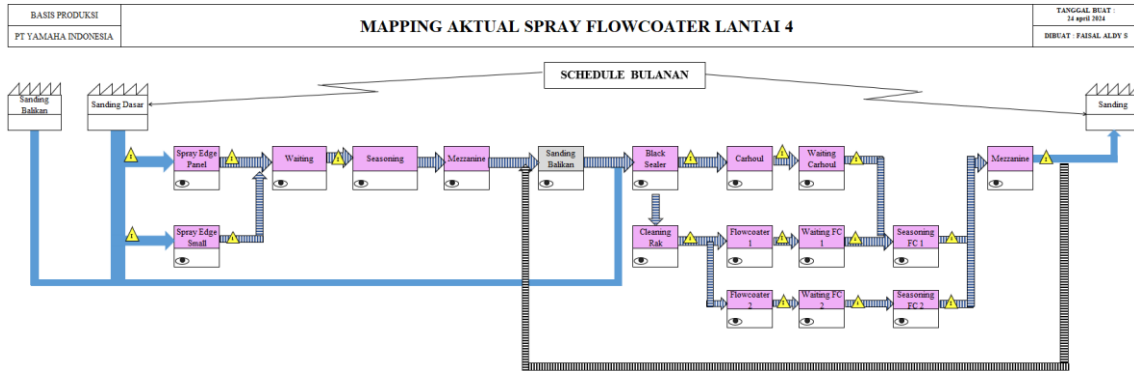 BASIS PRODUKSI
PT YAMAHA INDONESIA
MAPPING AKTUAL SPRAY FLOWCOATER LANTAI 4
TANGGAL BUAT :
24 april 2024
DIBUAT : FAISAL ALDY S
SCHEDULE BULANAN
Sanding
Balikan
Sanding Dasar
Sanding
Spray Edge
Panel
Waiting
Seasoning
Mezzanine
Sanding
Balikan
Black
Sealer
Carhoul
Waiting
Carhoul
Mezzanine
Spray Edge
Small
Cleaning
Rak
Flowcoater
1
Waiting FC
1
Seasoning
FC 1
Flowcoater
2
Waiting FC
2
Seasoning
FC 2